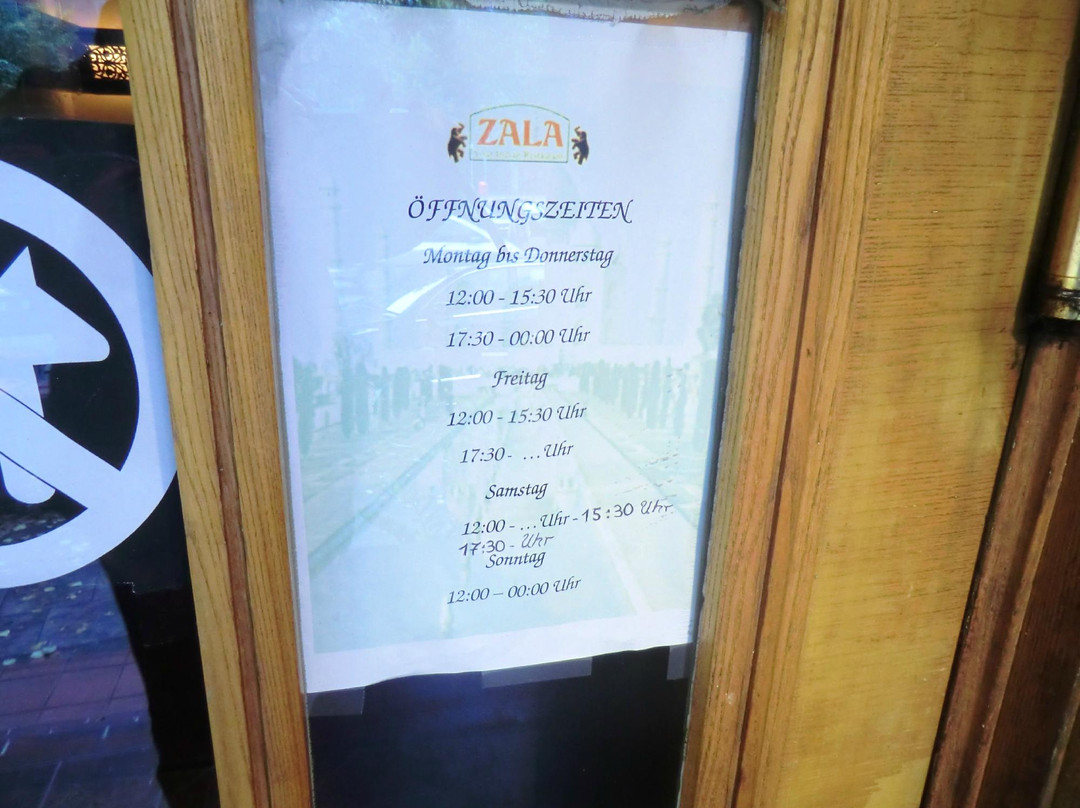 ZALA
ÖFFNUNGSZEITEN
Montag bis Donnerstag
12:00 - 15:30 Uhr
17:30 - 00:00 Uhr
Freitag
12:00 - 15:30 Uhr
17:30- ...Uhr
Samstag
12:00 - ...Uhr - 15:30 Uhr
17:30 - Uhr
Sonntag
12:00 – 00:00 Uhr